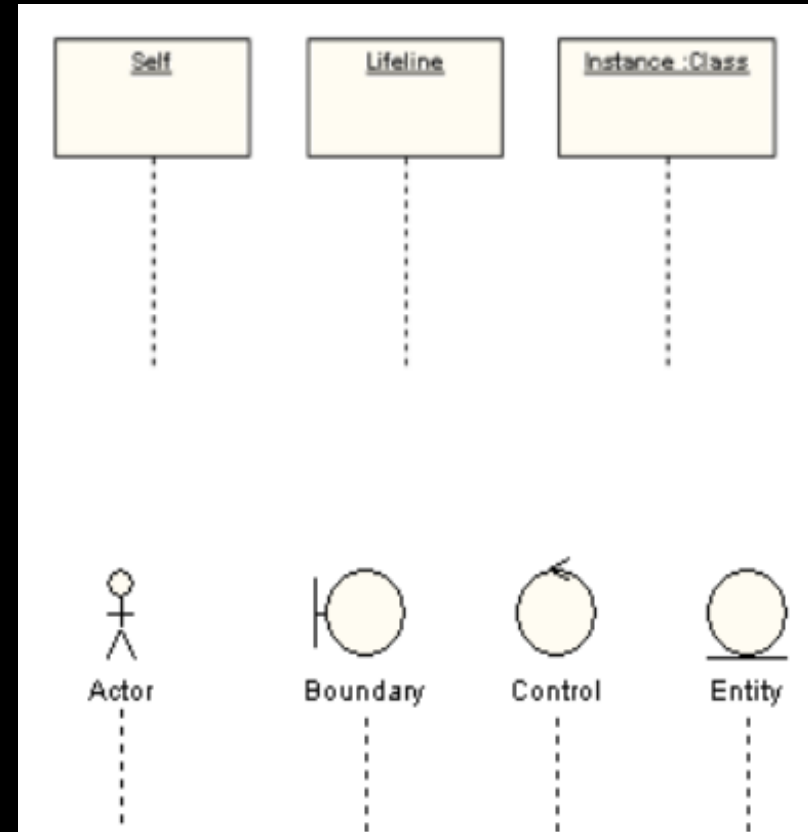 Self
Lifeline
Instance :Class
Actor
Boundary
Control
Entity